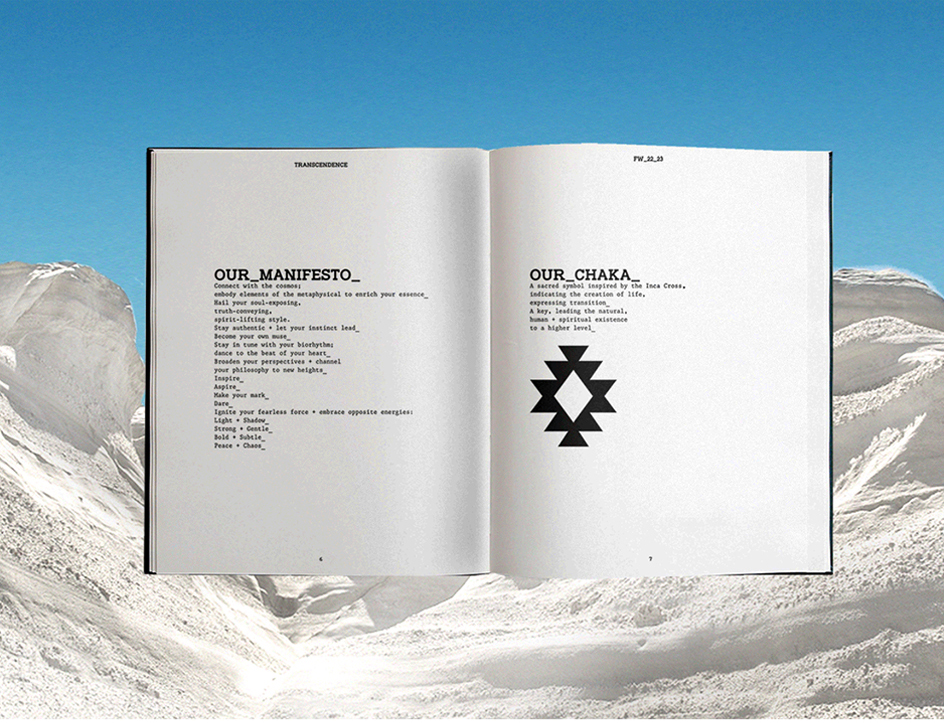 TRANSCENDENCE
OUR_MANIFESTO_
Connect with the cosmos;
embody elements of the metaphysical to enrich your essence_
Hail your soul-exposing,
truth-conveying,
spirit-lifting style.
Stay authentic + let your instinct lead_
Become your own muse_
Stay in tune with your biorhythm;
dance to the beat of your heart_
Broaden your perspectives + channel
your philosophy to new heights_
Inspire_
Aspire_
Make your mark_
Dare_
Ignite your fearless force + embrace opposite energies:
Light + Shadow_
Strong + Gentle_
Bold + Subtle_
Peace + Chaos_
6
FW_22_23
OUR_CHAKA_
A sacred symbol inspired by the Inca Cross,
indicating the creation of life,
expressing transition_
A key, leading the natural,
human + spiritual existence
to a higher level_
7